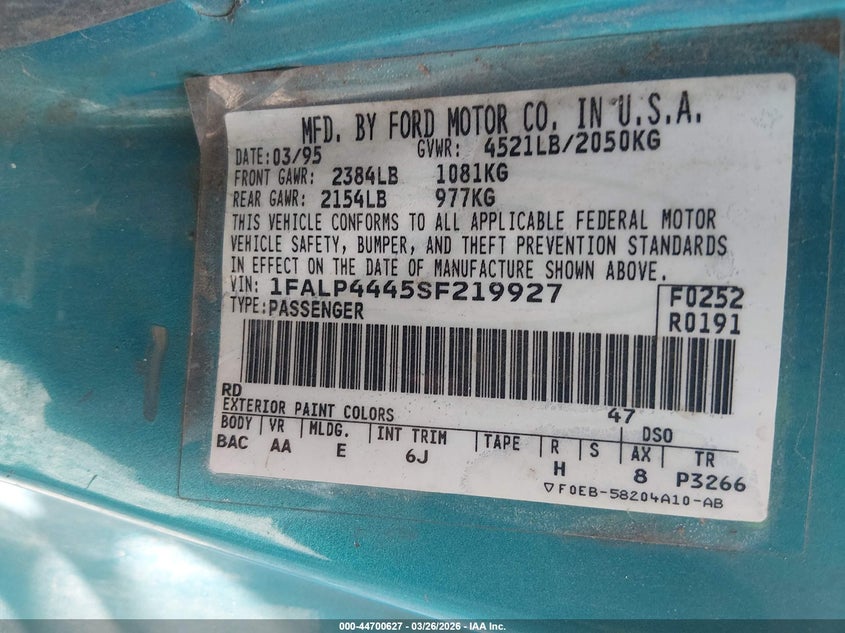 MFD. BY FORD MOTOR CO. IN U.S.A.
DATE:03/95 GVWR: 4521LB/2050KG
FRONT GAWR: 2384LB 1081KG
REAR GAWR: 2154LB 977KG
THIS VEHICLE CONFORMS TO ALL APPLICABLE FEDERAL MOTOR
VEHICLE SAFETY, BUMPER, AND THEFT PREVENTION STANDARDS
IN EFFECT ON THE DATE OF MANUFACTURE SHOWN ABOVE.
VIN: 1FALP4445SF219927 F0252
TYPE:PASSENGER R0191
RD 47
EXTERIOR PAINT COLORS DSO
BODY VR MLDG. INT TRIM TAPE R S AX TR
BAC AA E 6J H 8 P3266
▽F0EB-58204A10-AB
000-44700627 - 03/26/2026 - IAA Inc.